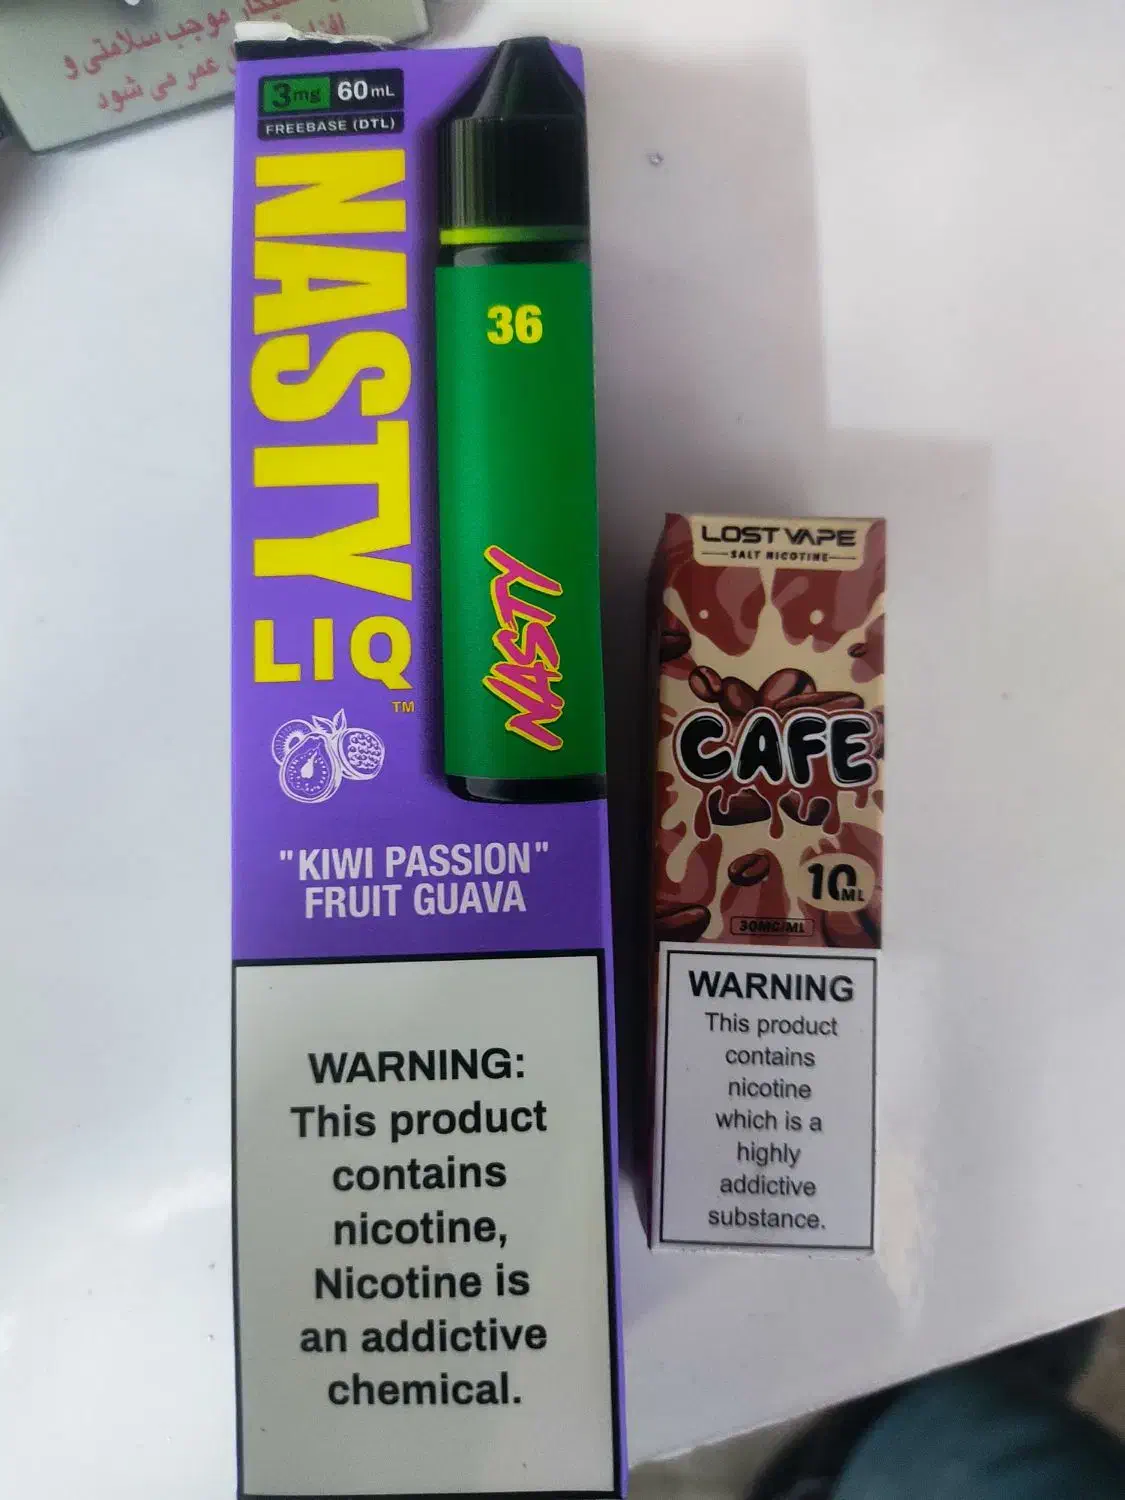 موجب سلامتی و
عمر می شود
3mg 60mL
FREEBASE (DTL)
NASTY
LIQ
TM
36
NASTY
"KIWI PASSION"
FRUIT GUAVA
WARNING:
This product
contains
nicotine,
Nicotine is
an addictive
chemical.
LOST VAPE
SALT NICOTINE
CAFE
10ML
30MG/ML
WARNING
This product
contains
nicotine
which is a
highly
addictive
substance.